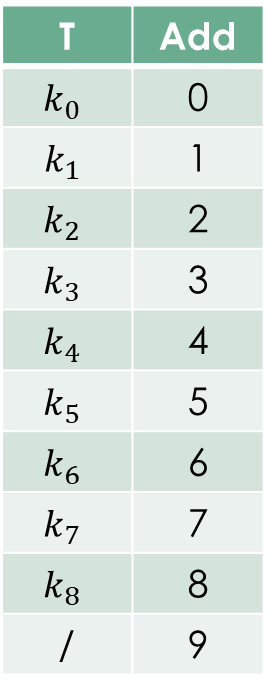 T Add
k₀ 0
k₁ 1
k₂ 2
k₃ 3
k₄ 4
k₅ 5
k₆ 6
k₇ 7
k₈ 8
/ 9